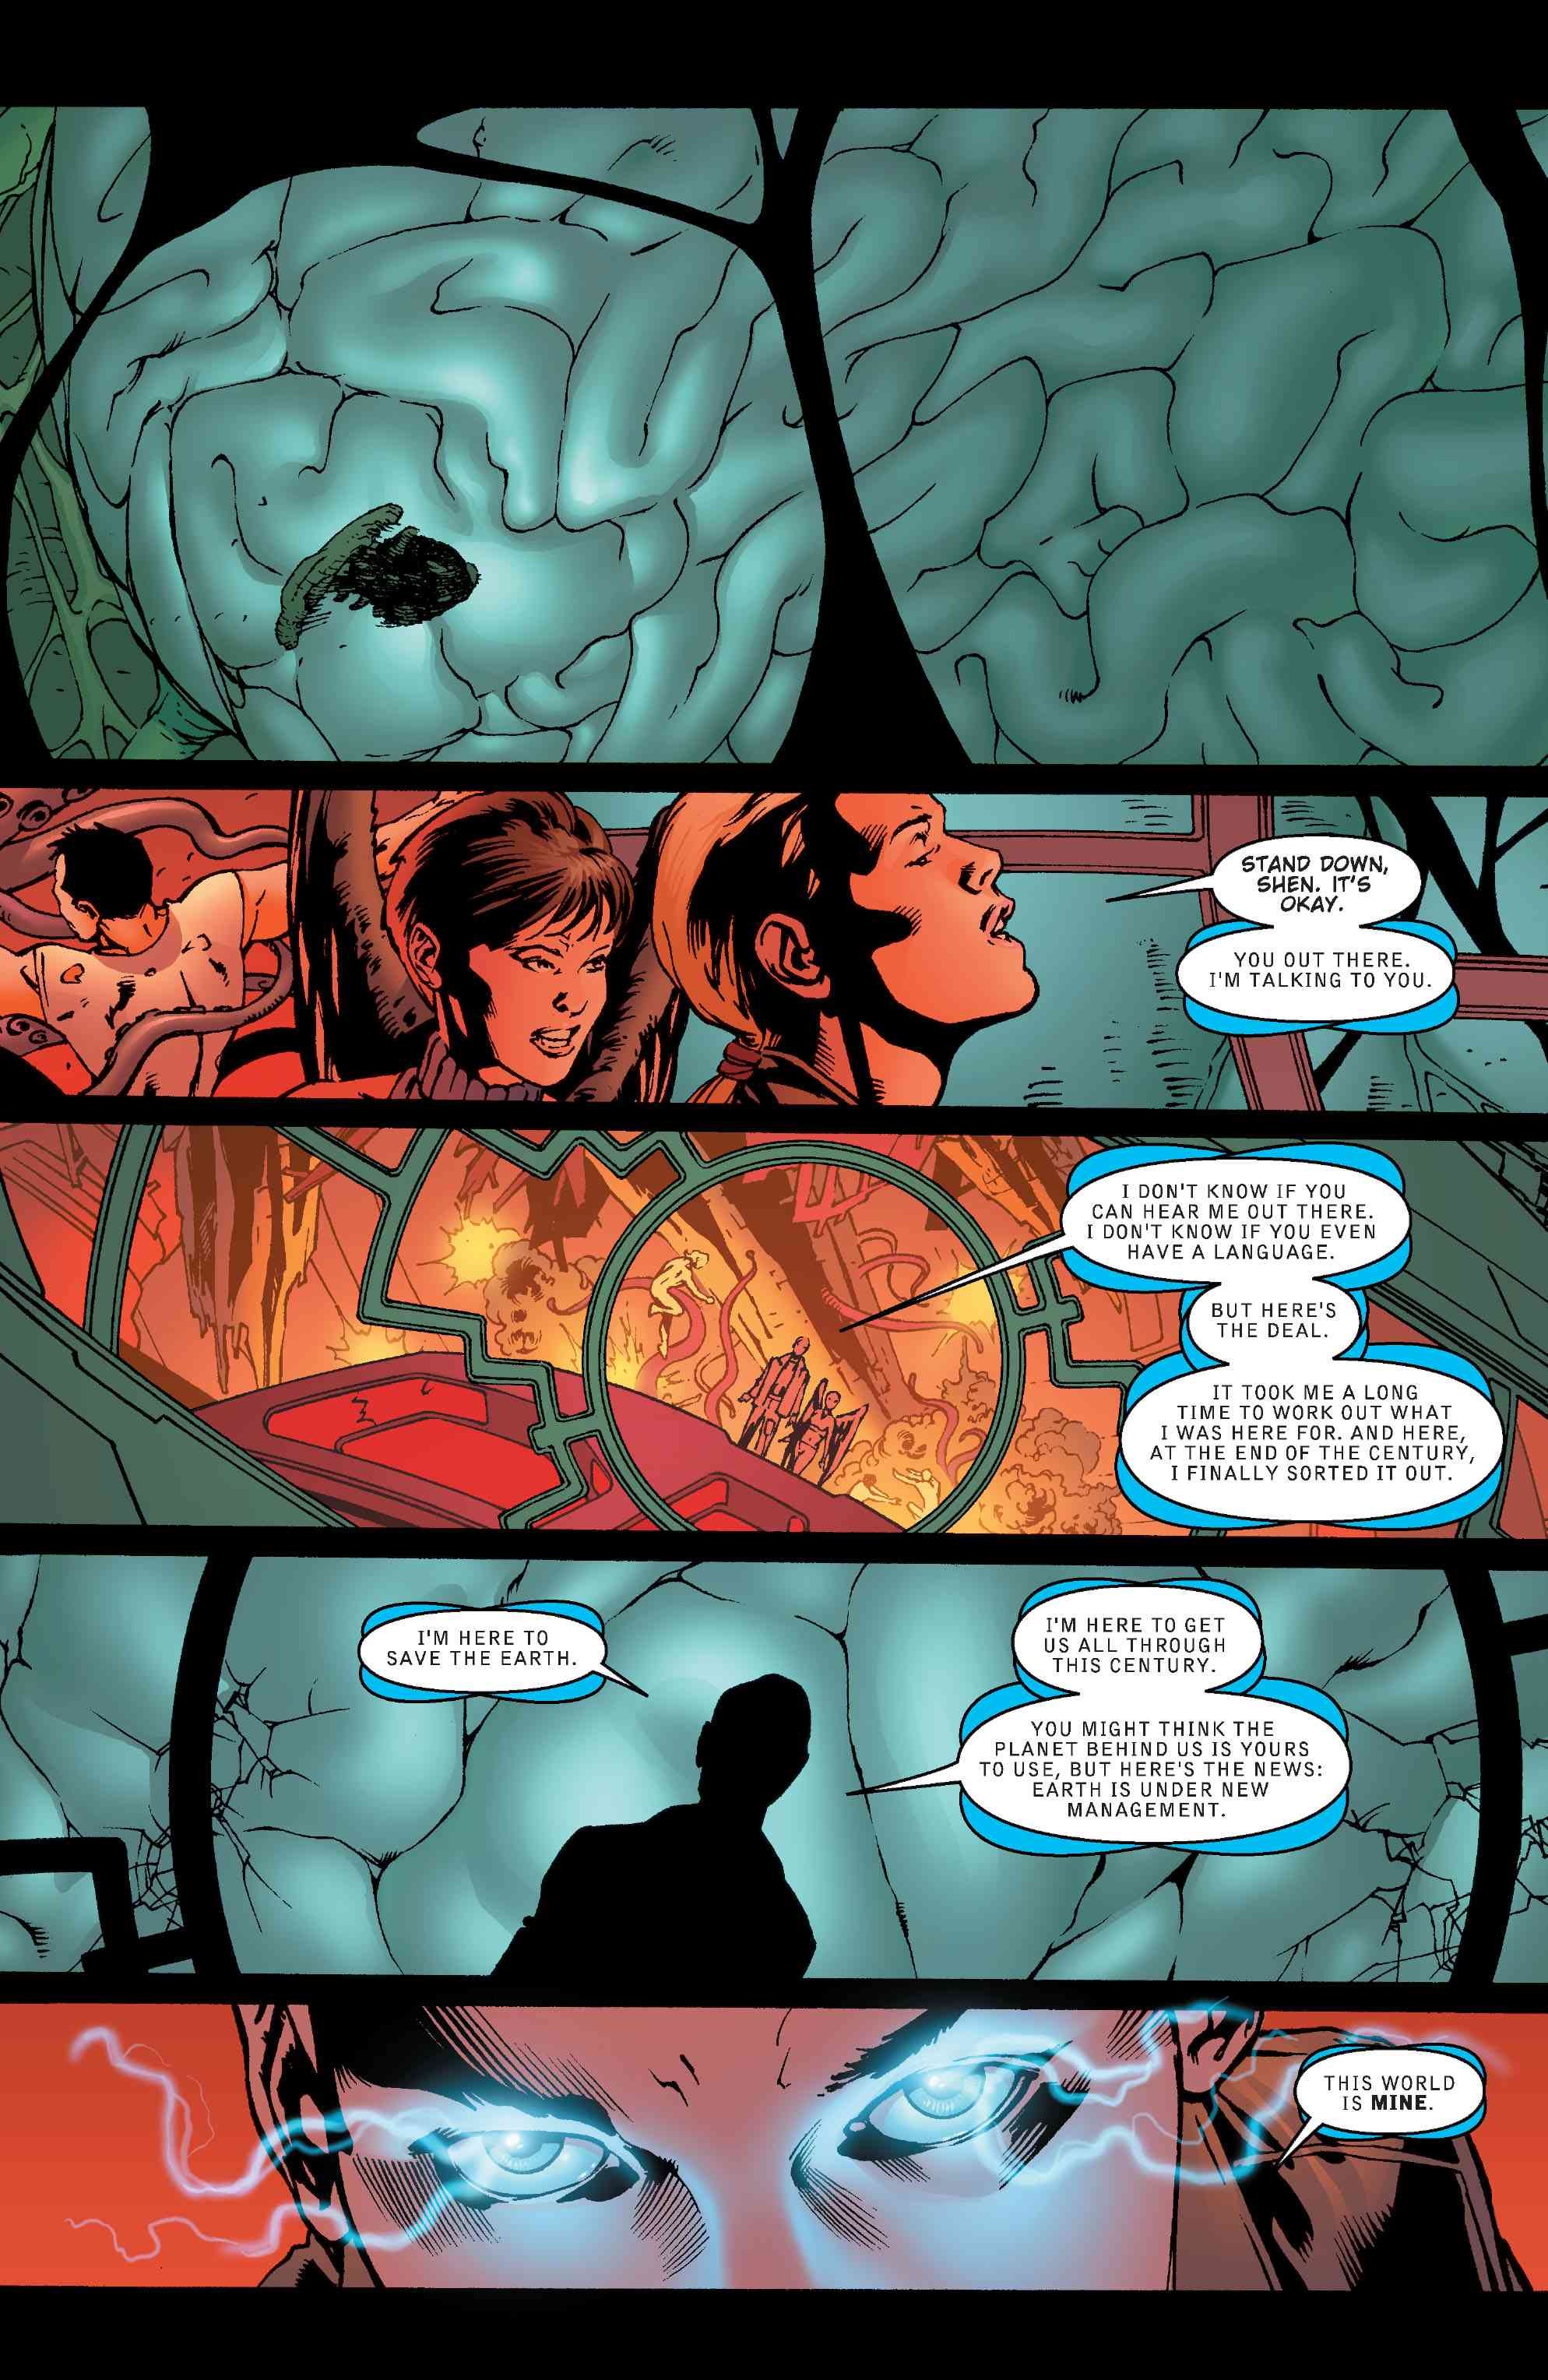 STAND DOWN,
SHEN. IT'S
OKAY.
YOU OUT THERE.
I'M TALKING TO YOU.
I DON'T KNOW IF YOU
CAN HEAR ME OUT THERE.
I DON'T KNOW IF YOU EVEN
HAVE A LANGUAGE.
BUT HERE'S
THE DEAL.
IT TOOK ME A LONG
TIME TO WORK OUT WHAT
I WAS HERE FOR. AND HERE,
AT THE END OF THE CENTURY,
I FINALLY SORTED IT OUT.
I'M HERE TO
SAVE THE EARTH.
I'M HERE TO GET
US ALL THROUGH
THIS CENTURY.
YOU MIGHT THINK THE
PLANET BEHIND US IS YOURS
TO USE, BUT HERE'S THE NEWS:
EARTH IS UNDER NEW
MANAGEMENT.
THIS WORLD
IS MINE.